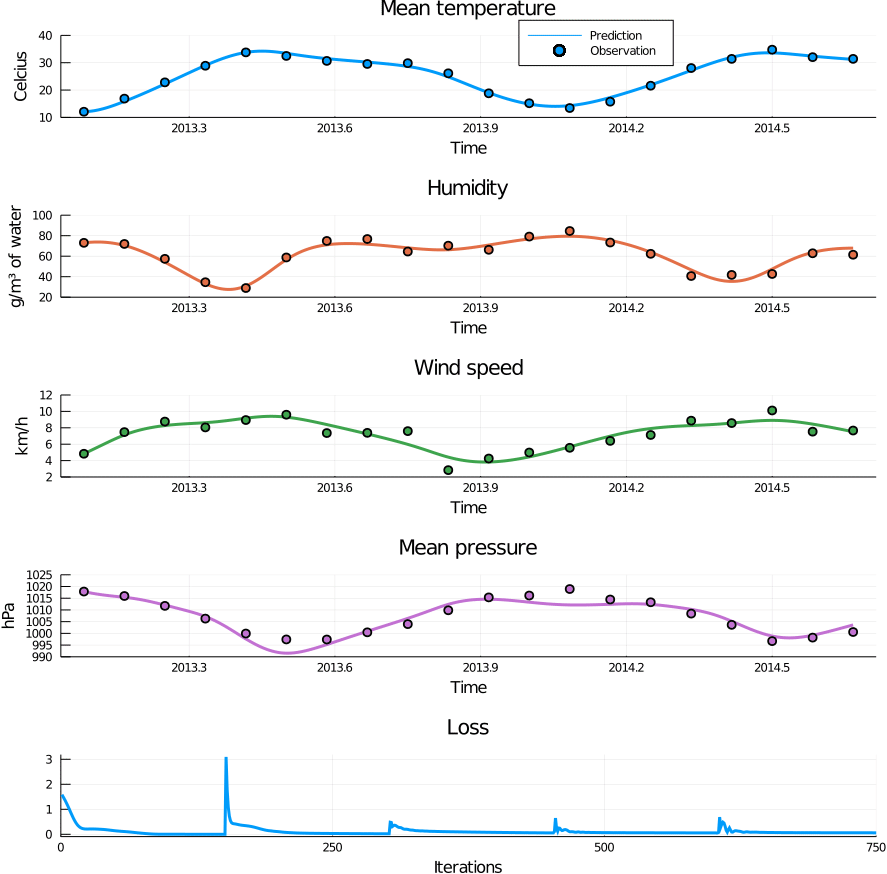 Mean temperature
Prediction
Observation
Celcius
40
30
20
10
2013.3 2013.6 2013.9 2014.2 2014.5
Time
Humidity
g/m³ of water
100
80
60
40
20
2013.3 2013.6 2013.9 2014.2 2014.5
Time
Wind speed
km/h
12
10
8
6
4
2
2013.3 2013.6 2013.9 2014.2 2014.5
Time
Mean pressure
hPa
1025
1020
1015
1010
1005
1000
995
990
2013.3 2013.6 2013.9 2014.2 2014.5
Time
Loss
3
2
1
0
0 250 500 750
Iterations